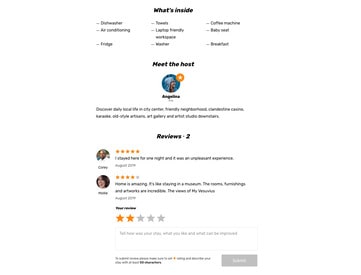 What's inside
— Dishwasher — Towels — Coffee machine
— Air conditioning — Laptop friendly workspace — Baby seat
— Fridge — Washer — Breakfast
Meet the host
Angelina
Discover daily local life in city center, friendly neighborhood, clandestine casino,
karaoke, old-style artisans, art gallery and artist studio downstairs.
Reviews · 2
I stayed here for one night and it was an unpleasant experience.
August 2019
Corey
Home is amazing. It's like staying in a museum. The rooms, furnishings
and artworks are incredible. The views of My Vesuvius
August 2019
Your review
Tell how was your stay, what you like and what can be improved.
To submit review please make sure to set rating and describe
your stay with at least 50 characters.
Submit